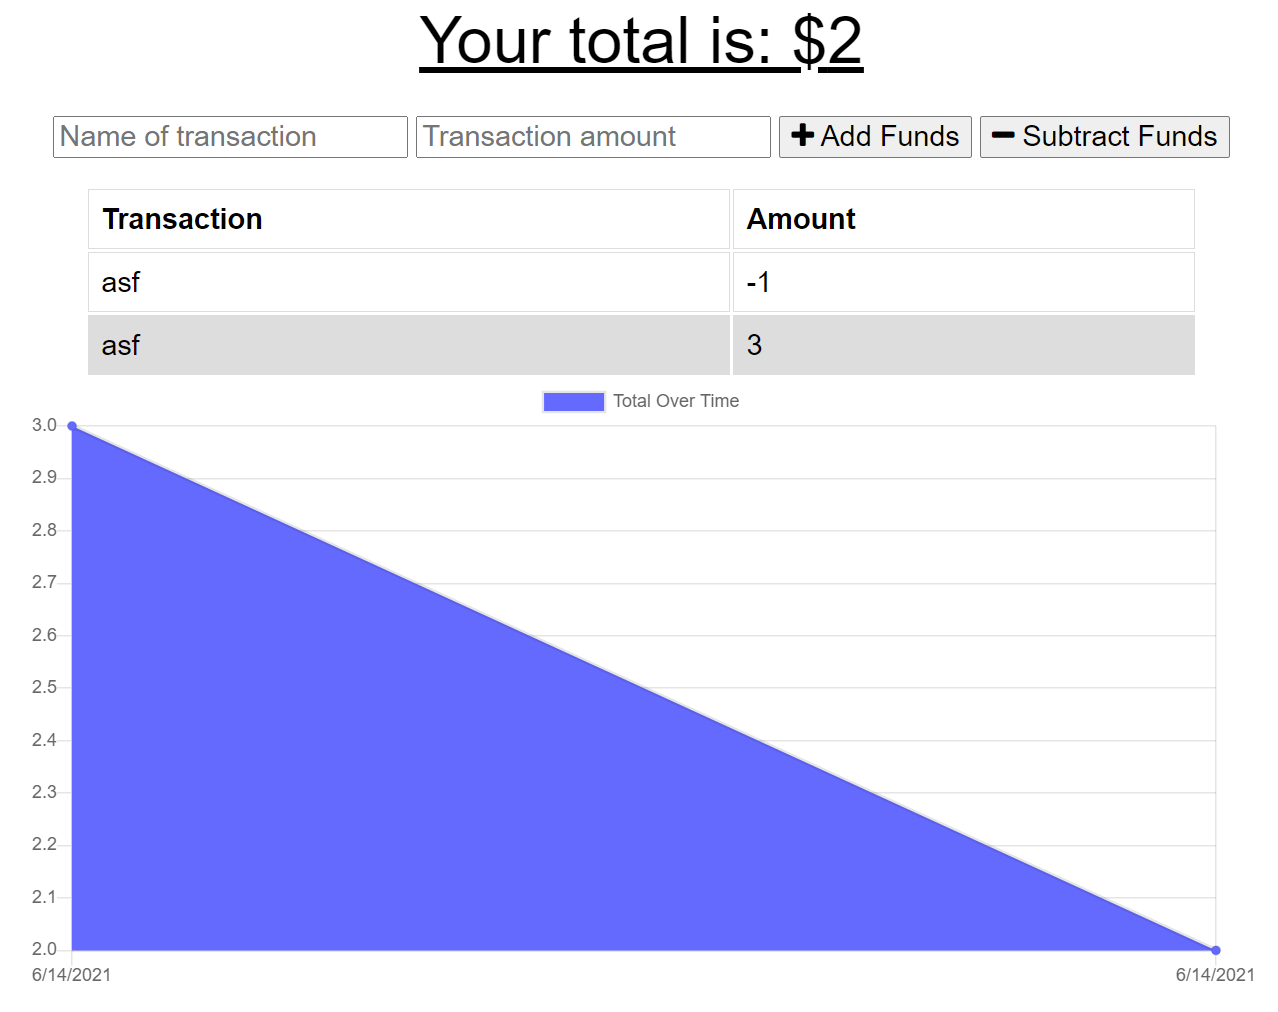 Your total is: $2
Name of transaction Transaction amount Add Funds Subtract Funds
Transaction Amount
asf -1
asf 3
Total Over Time
3.0
2.9
2.8
2.7
2.6
2.5
2.4
2.3
2.2
2.1
2.0
6/14/2021 6/14/2021